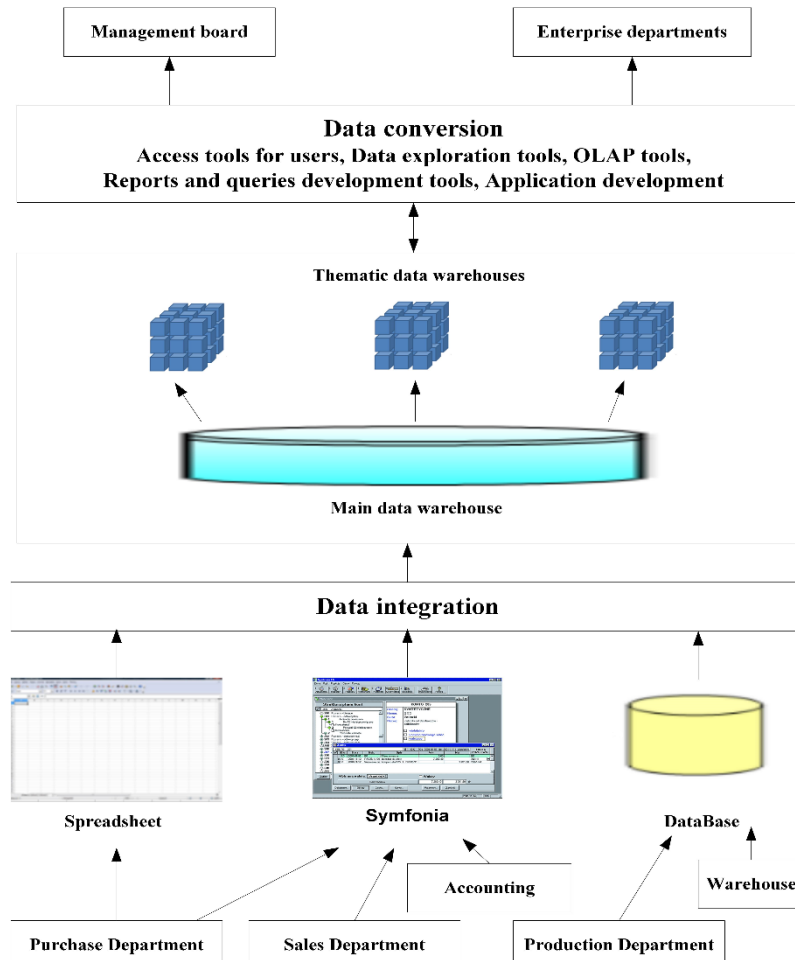 Management board
Enterprise departments
Data conversion
Access tools for users, Data exploration tools, OLAP tools,
Reports and queries development tools, Application development
Thematic data warehouses
Main data warehouse
Data integration
Spreadsheet
Symfonia
DataBase
Accounting
Warehouse
Purchase Department
Sales Department
Production Department